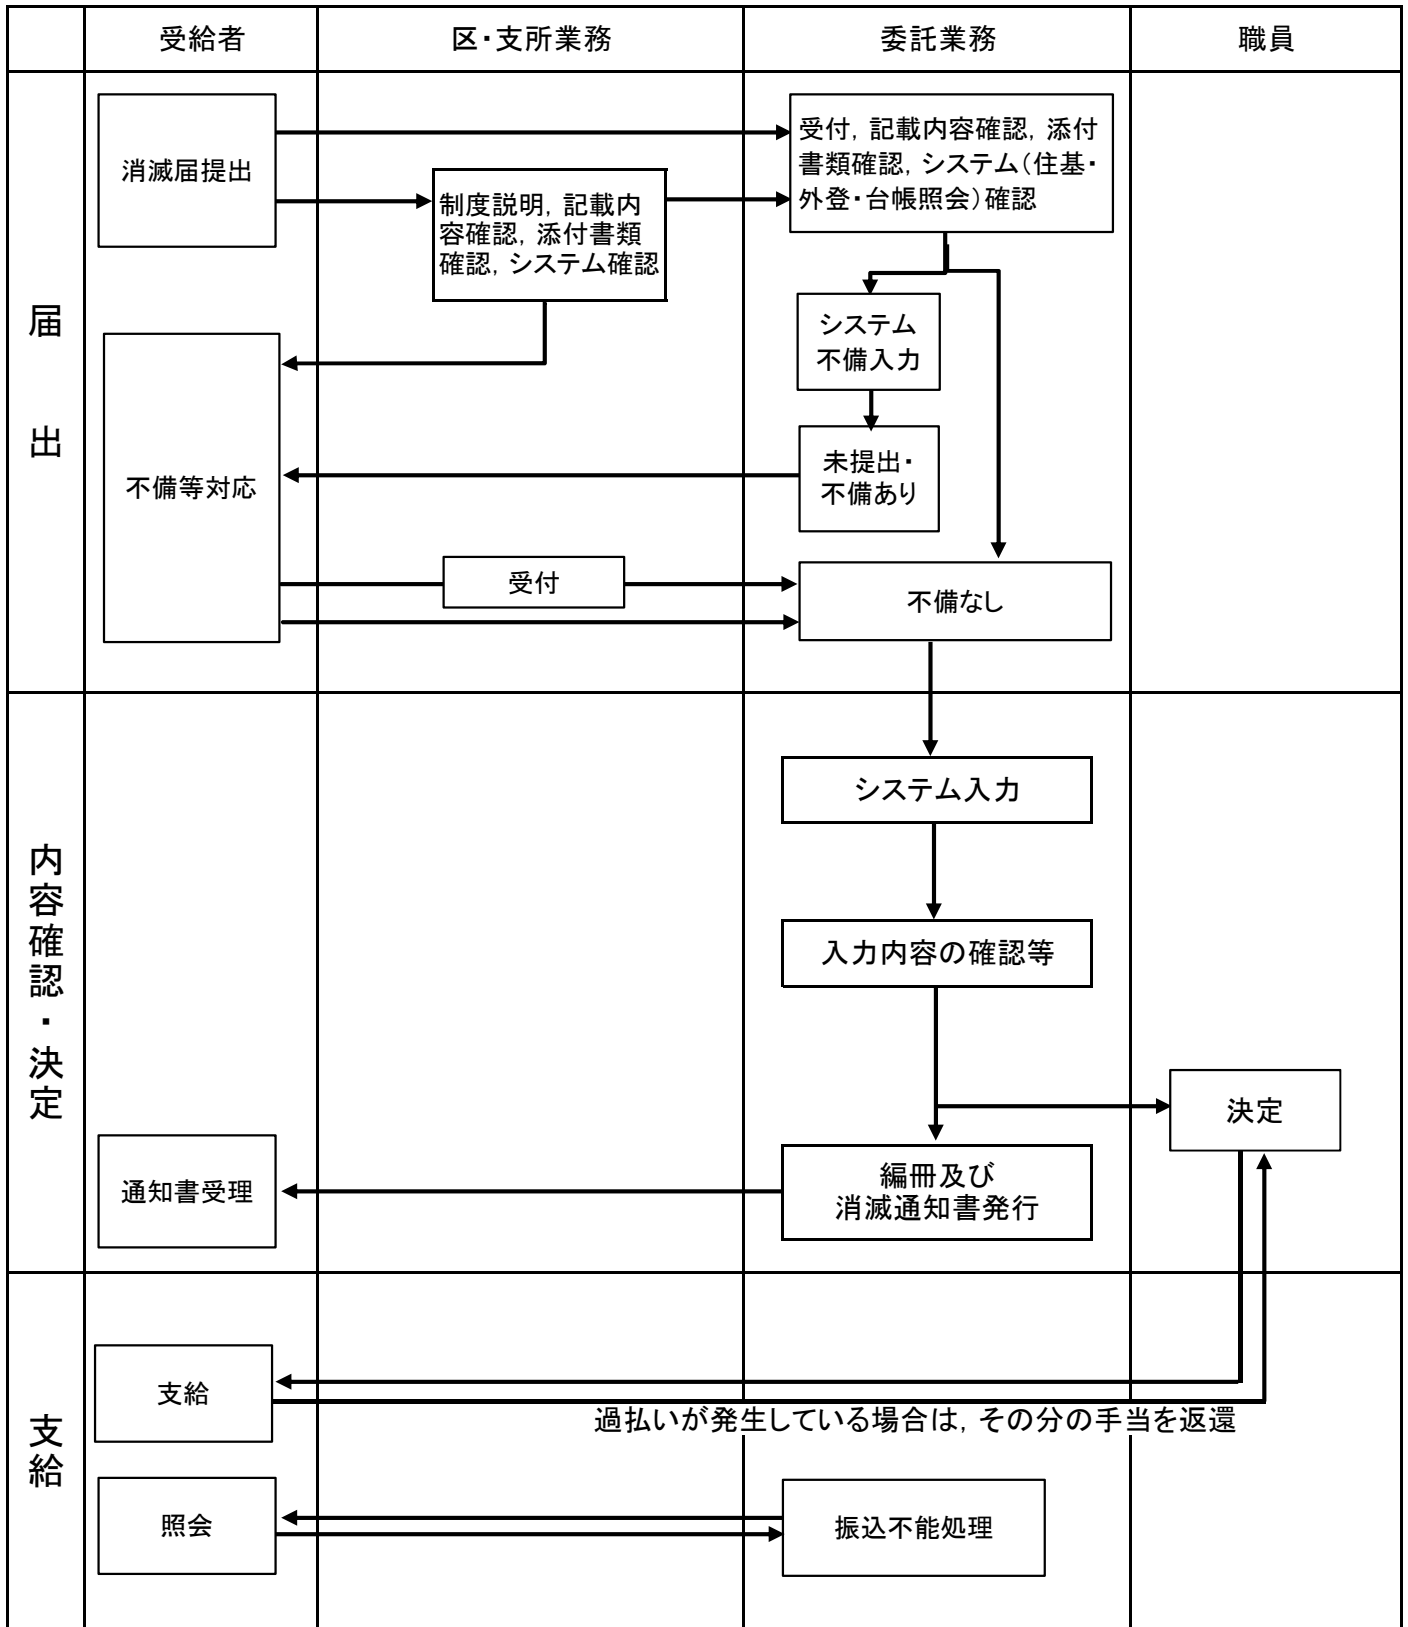 受給者
区・支所業務
委託業務
職員
届出
消滅届提出
制度説明，記載内
容確認，添付書類
確認，システム確認
受付，記載内容確認，添付
書類確認，システム（住基・
外登・台帳照会）確認
システム
不備入力
未提出・
不備あり
不備等対応
受付
不備なし
内容確認・決定
システム入力
入力内容の確認等
決定
通知書受理
編冊及び
消滅通知書発行
支給
支給
過払いが発生している場合は，その分の手当を返還
照会
振込不能処理